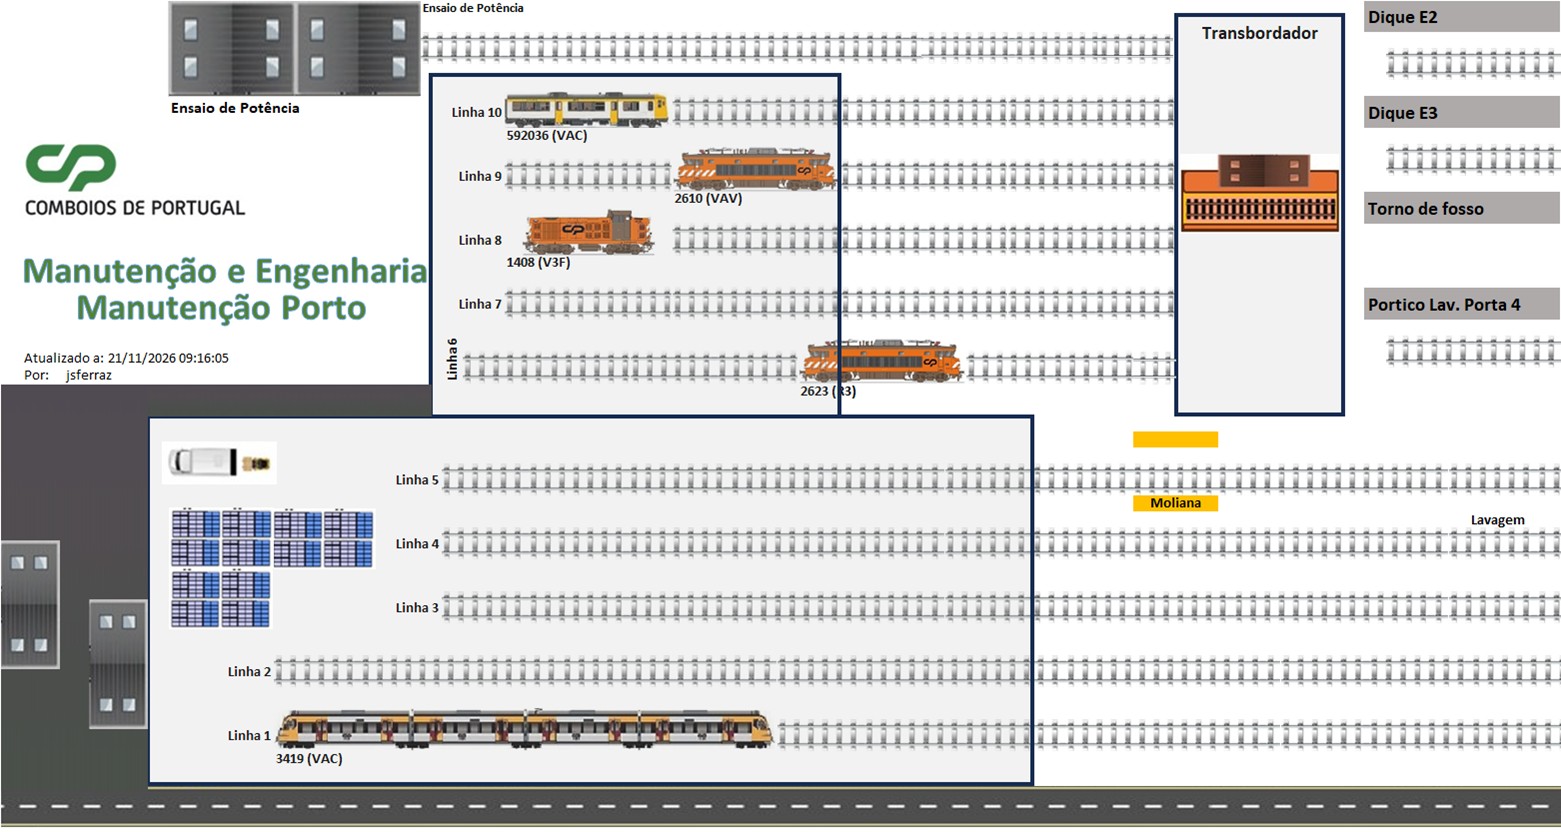 Ensaio de Potência
Ensaio de Potência
Transbordador
Dique E2
Dique E3
Torno de fosso
Portico Lav. Porta 4
CP
COMBOIOS DE PORTUGAL
Manutenção e Engenharia
Manutenção Porto
Atualizado a: 21/11/2026 09:16:05
Por: jsferraz
Linha 10
592036 (VAC)
Linha 9
2610 (VAV)
Linha 8
1408 (V3F)
Linha 7
Linha 6
2623 (R3)
Linha 5
Moliana
Lavagem
Linha 4
Linha 3
Linha 2
Linha 1
3419 (VAC)